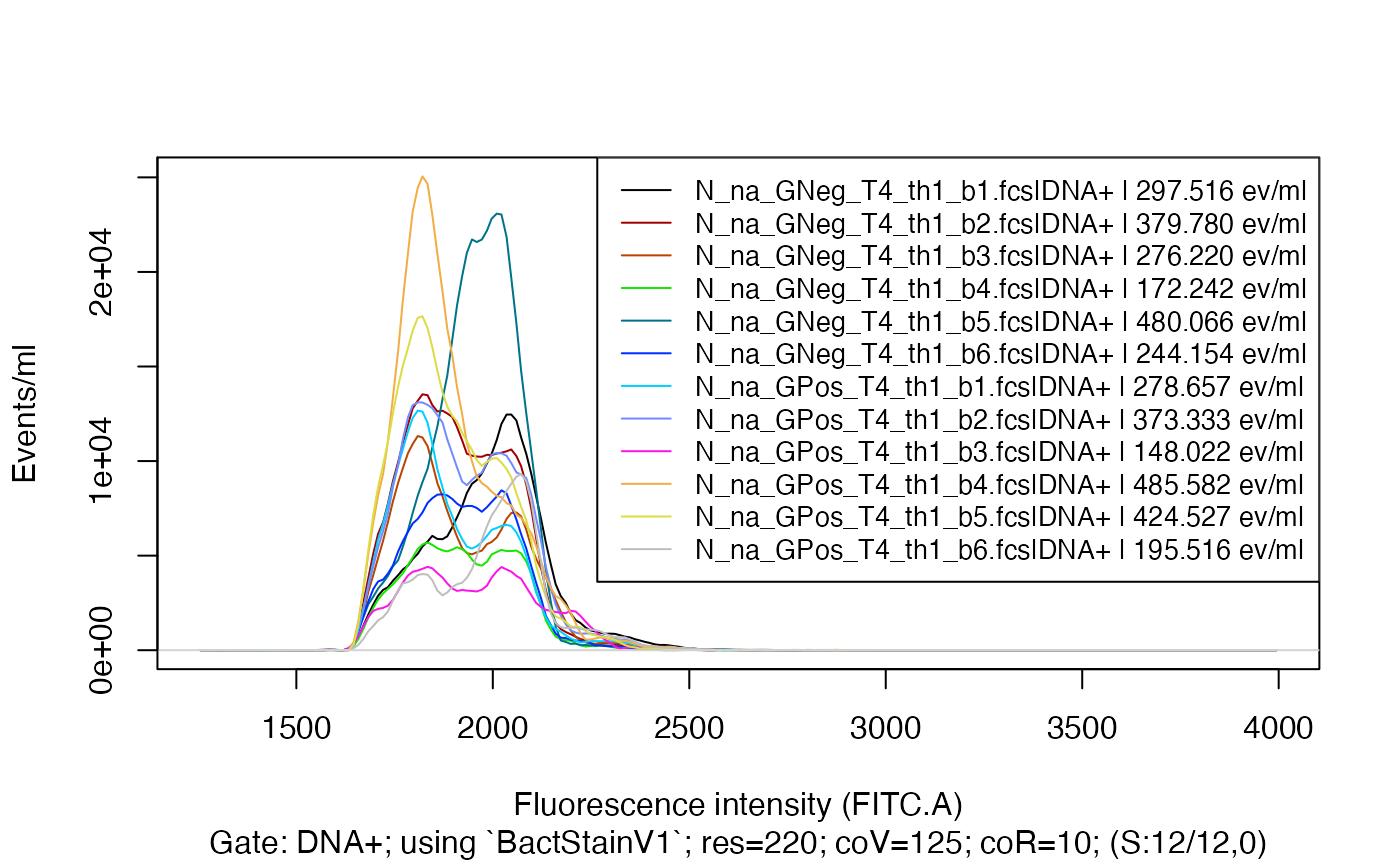 N_na_GNeg_T4_th1_b1.fcs|DNA+ | 297.516 ev/ml
N_na_GNeg_T4_th1_b2.fcs|DNA+ | 379.780 ev/ml
N_na_GNeg_T4_th1_b3.fcs|DNA+ | 276.220 ev/ml
N_na_GNeg_T4_th1_b4.fcs|DNA+ | 172.242 ev/ml
N_na_GNeg_T4_th1_b5.fcs|DNA+ | 480.066 ev/ml
N_na_GNeg_T4_th1_b6.fcs|DNA+ | 244.154 ev/ml
N_na_GPos_T4_th1_b1.fcs|DNA+ | 278.657 ev/ml
N_na_GPos_T4_th1_b2.fcs|DNA+ | 373.333 ev/ml
N_na_GPos_T4_th1_b3.fcs|DNA+ | 148.022 ev/ml
N_na_GPos_T4_th1_b4.fcs|DNA+ | 485.582 ev/ml
N_na_GPos_T4_th1_b5.fcs|DNA+ | 424.527 ev/ml
N_na_GPos_T4_th1_b6.fcs|DNA+ | 195.516 ev/ml
Events/ml
2e+04
1e+04
0e+00
1500 2000 2500 3000 3500 4000
Fluorescence intensity (FITC.A)
Gate: DNA+; using `BactStainV1`; res=220; coV=125; coR=10; (S:12/12,0)